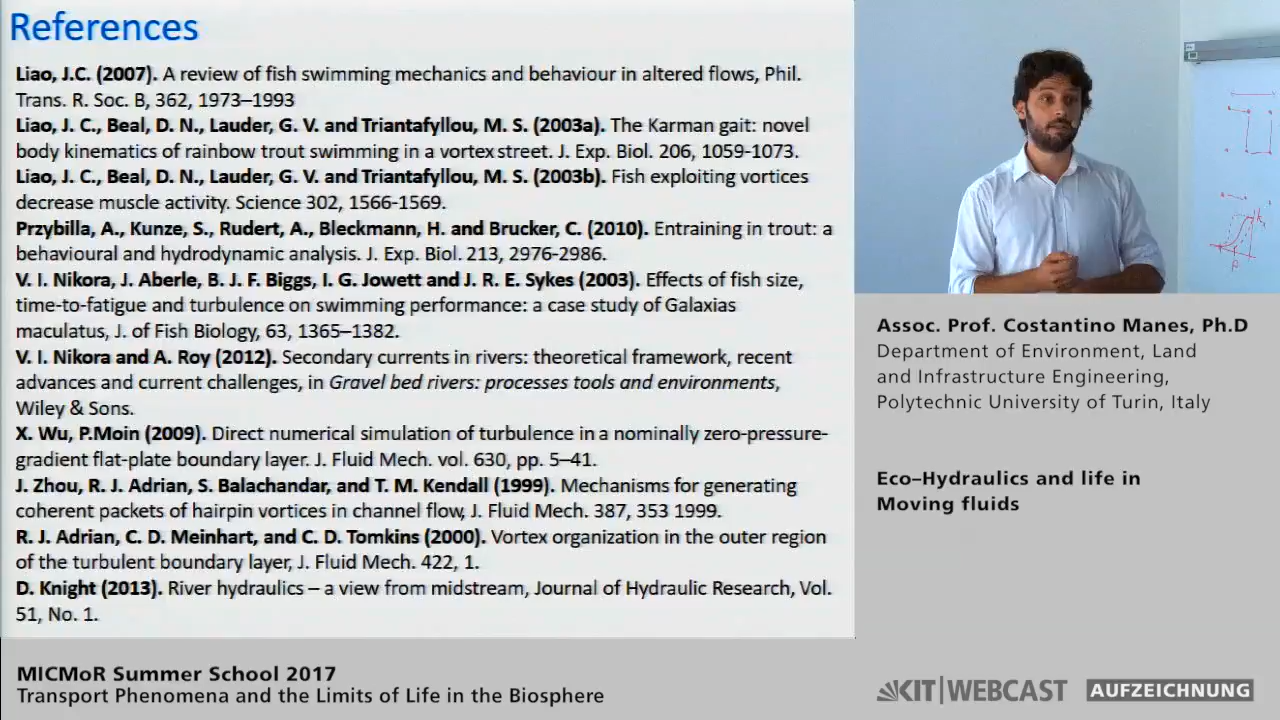 References
Liao, J.C. (2007). A review of fish swimming mechanics and behaviour in altered flows, Phil.
Trans. R. Soc. B, 362, 1973–1993
Liao, J. C., Beal, D. N., Lauder, G. V. and Triantafyllou, M. S. (2003a). The Karman gait: novel
body kinematics of rainbow trout swimming in a vortex street. J. Exp. Biol. 206, 1059-1073.
Liao, J. C., Beal, D. N., Lauder, G. V. and Triantafyllou, M. S. (2003b). Fish exploiting vortices
decrease muscle activity. Science 302, 1566-1569.
Przybilla, A., Kunze, S., Rudert, A., Bleckmann, H. and Brucker, C. (2010). Entraining in trout: a
behavioural and hydrodynamic analysis. J. Exp. Biol. 213, 2976-2986.
V. I. Nikora, J. Aberle, B. J. F. Biggs, I. G. Jowett and J. R. E. Sykes (2003). Effects of fish size,
time-to-fatigue and turbulence on swimming performance: a case study of Galaxias
maculatus, J. of Fish Biology, 63, 1365–1382.
V. I. Nikora and A. Roy (2012). Secondary currents in rivers: theoretical framework, recent
advances and current challenges, in Gravel bed rivers: processes tools and environments,
Wiley & Sons.
X. Wu, P.Moin (2009). Direct numerical simulation of turbulence in a nominally zero-pressure-
gradient flat-plate boundary layer. J. Fluid Mech. vol. 630, pp. 5–41.
J. Zhou, R. J. Adrian, S. Balachandar, and T. M. Kendall (1999). Mechanisms for generating
coherent packets of hairpin vortices in channel flow, J. Fluid Mech. 387, 353 1999.
R. J. Adrian, C. D. Meinhart, and C. D. Tomkins (2000). Vortex organization in the outer region
of the turbulent boundary layer, J. Fluid Mech. 422, 1.
D. Knight (2013). River hydraulics – a view from midstream, Journal of Hydraulic Research, Vol.
51, No. 1.
Assoc. Prof. Costantino Manes, Ph.D
Department of Environment, Land
and Infrastructure Engineering,
Polytechnic University of Turin, Italy
Eco–Hydraulics and life in
Moving fluids
MICMoR Summer School 2017
Transport Phenomena and the Limits of Life in the Biosphere
KIT|WEBCAST AUFZEICHNUNG